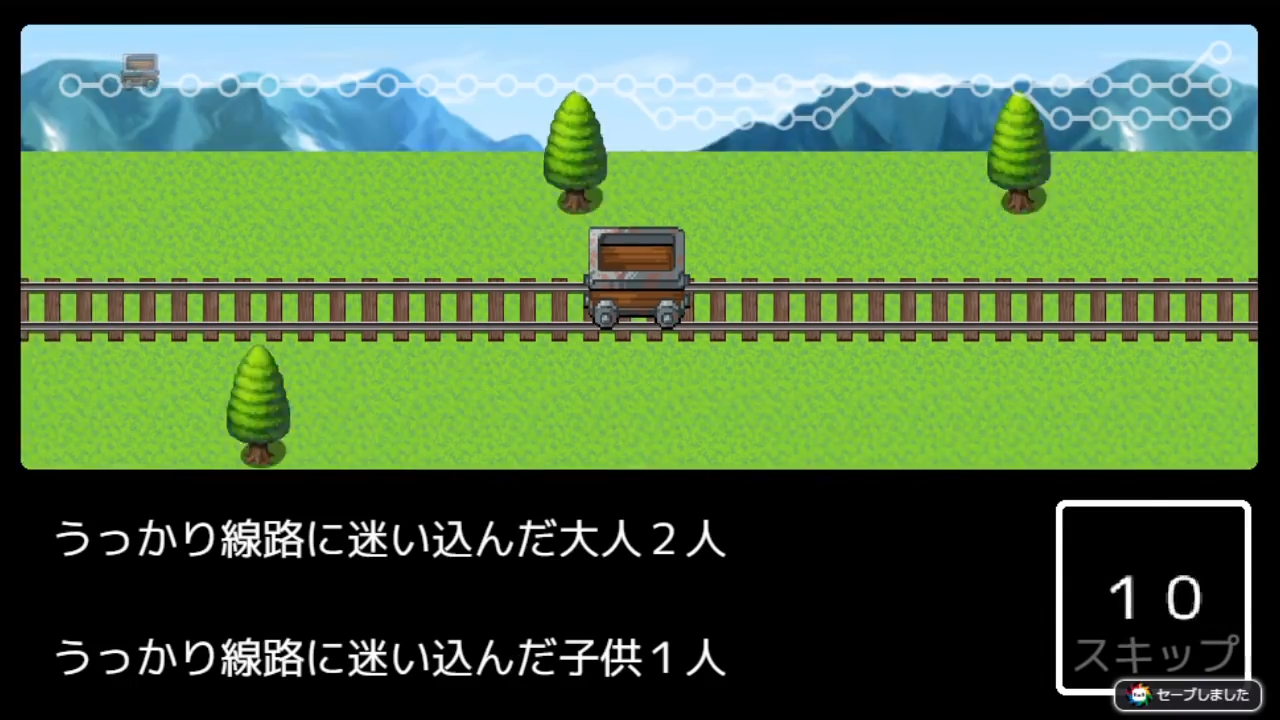 うっかり線路に迷い込んだ大人２人
うっかり線路に迷い込んだ子供１人
１０
スキップ
セーブしました